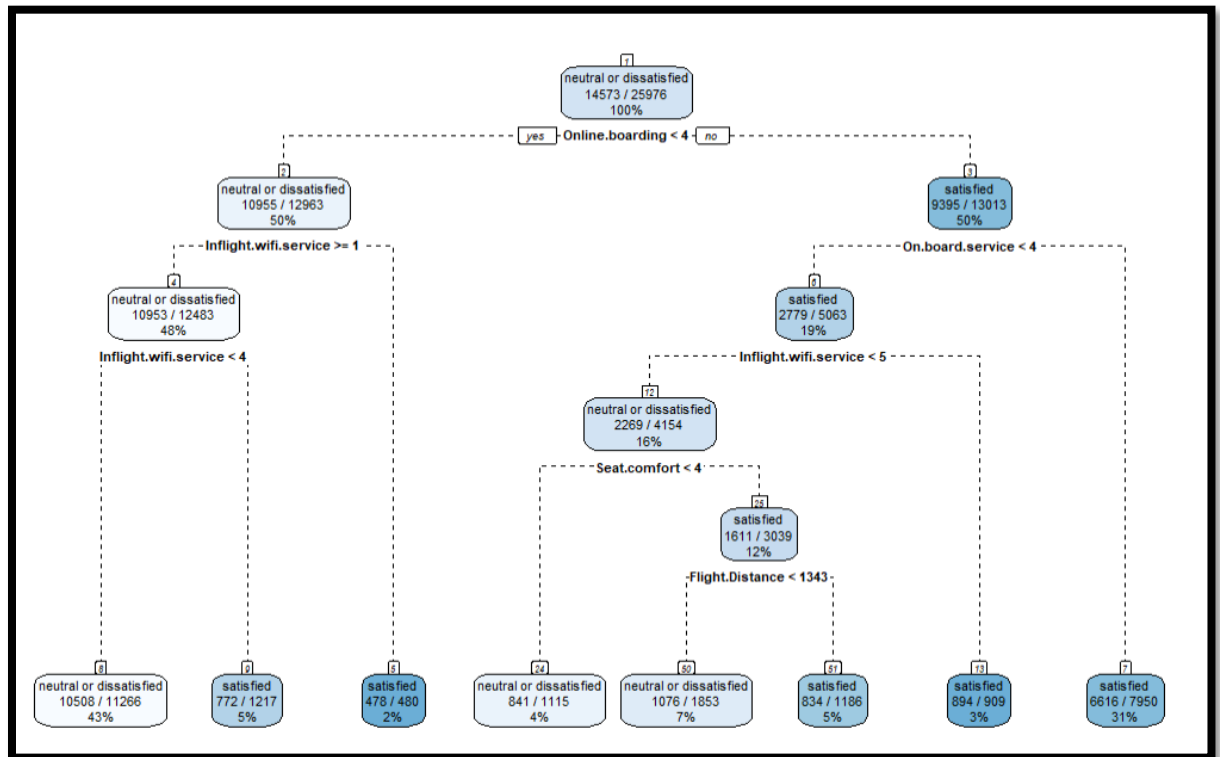 1
neutral or dissatisfied
14573 / 25976
100%
yes Online.boarding < 4 no
2
neutral or dissatisfied
10955 / 12963
50%
3
satisfied
9395 / 13013
50%
Inflight.wifi.service >= 1
On.board.service < 4
4
neutral or dissatisfied
10953 / 12483
48%
6
satisfied
2779 / 5063
19%
Inflight.wifi.service < 4
Inflight.wifi.service < 5
12
neutral or dissatisfied
2269 / 4154
16%
Seat.comfort < 4
25
satisfied
1611 / 3039
12%
Flight.Distance < 1343
8
neutral or dissatisfied
10508 / 11266
43%
9
satisfied
772 / 1217
5%
5
satisfied
478 / 480
2%
24
neutral or dissatisfied
841 / 1115
4%
50
neutral or dissatisfied
1076 / 1853
7%
51
satisfied
834 / 1186
5%
13
satisfied
894 / 909
3%
7
satisfied
6616 / 7950
31%